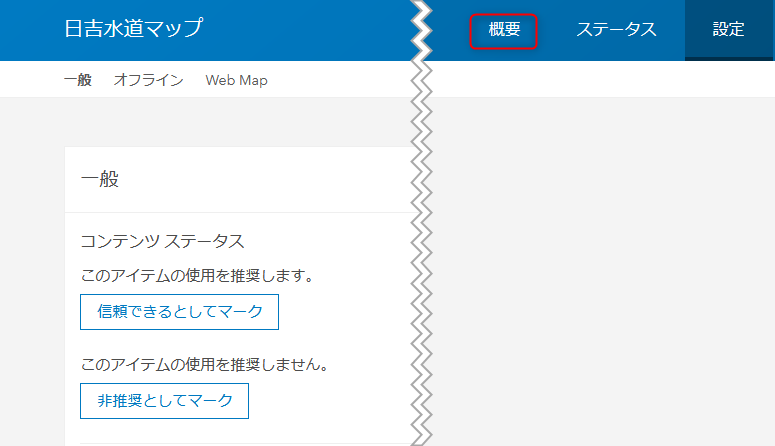 日吉水道マップ 概要 ステータス 設定
一般 オフライン Web Map
一般
コンテンツ ステータス
このアイテムの使用を推奨します。
信頼できるとしてマーク
このアイテムの使用を推奨しません。
非推奨としてマーク